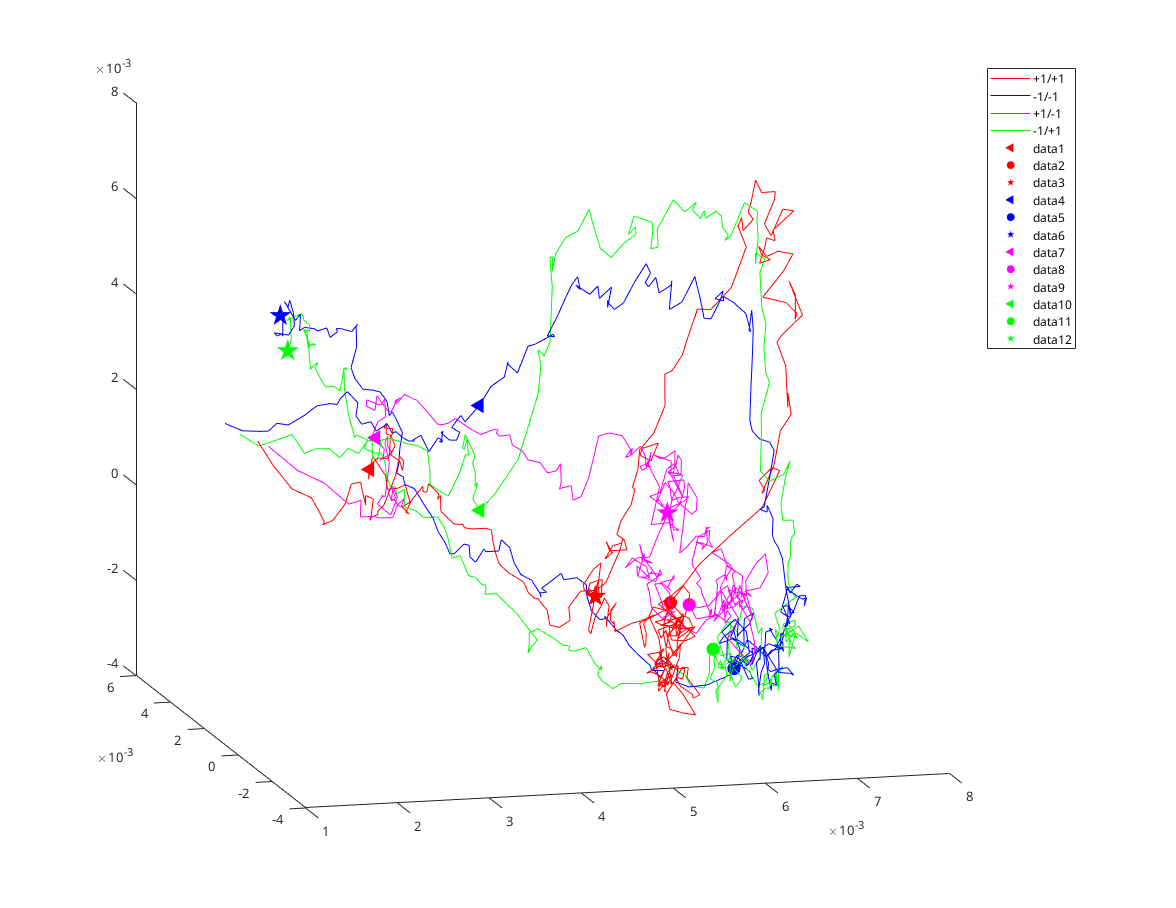 ×10-3
8
6
4
2
0
-2
-4
6
4
2
0
-2
-4
×10-3
1
2
3
4
5
6
7
8
×10-3
+1/+1
-1/-1
+1/-1
-1/+1
data1
data2
data3
data4
data5
data6
data7
data8
data9
data10
data11
data12